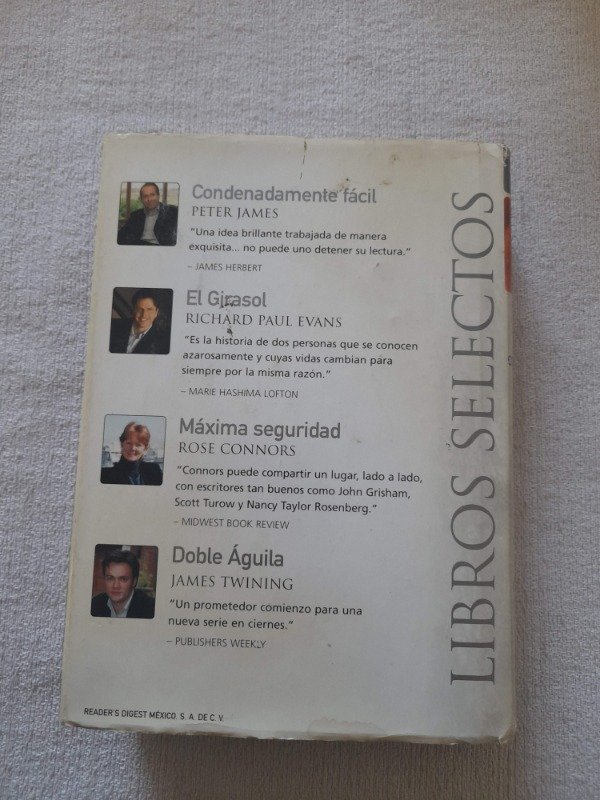 Condenadamente fácil
PETER JAMES
"Una idea brillante trabajada de manera
exquisita... no puede uno detener su lectura."
– JAMES HERBERT
El Girasol
RICHARD PAUL EVANS
"Es la historia de dos personas que se conocen
azarosamente y cuyas vidas cambian para
siempre por la misma razón."
– MARIE HASHIMA LOFTON
Máxima seguridad
ROSE CONNORS
"Connors puede compartir un lugar, lado a lado,
con escritores tan buenos como John Grisham,
Scott Turow y Nancy Taylor Rosenberg."
– MIDWEST BOOK REVIEW
Doble Águila
JAMES TWINING
"Un prometedor comienzo para una
nueva serie en ciernes."
– PUBLISHERS WEEKLY
READER'S DIGEST MÉXICO, S. A. DE C. V.
LIBROS SELECTOS